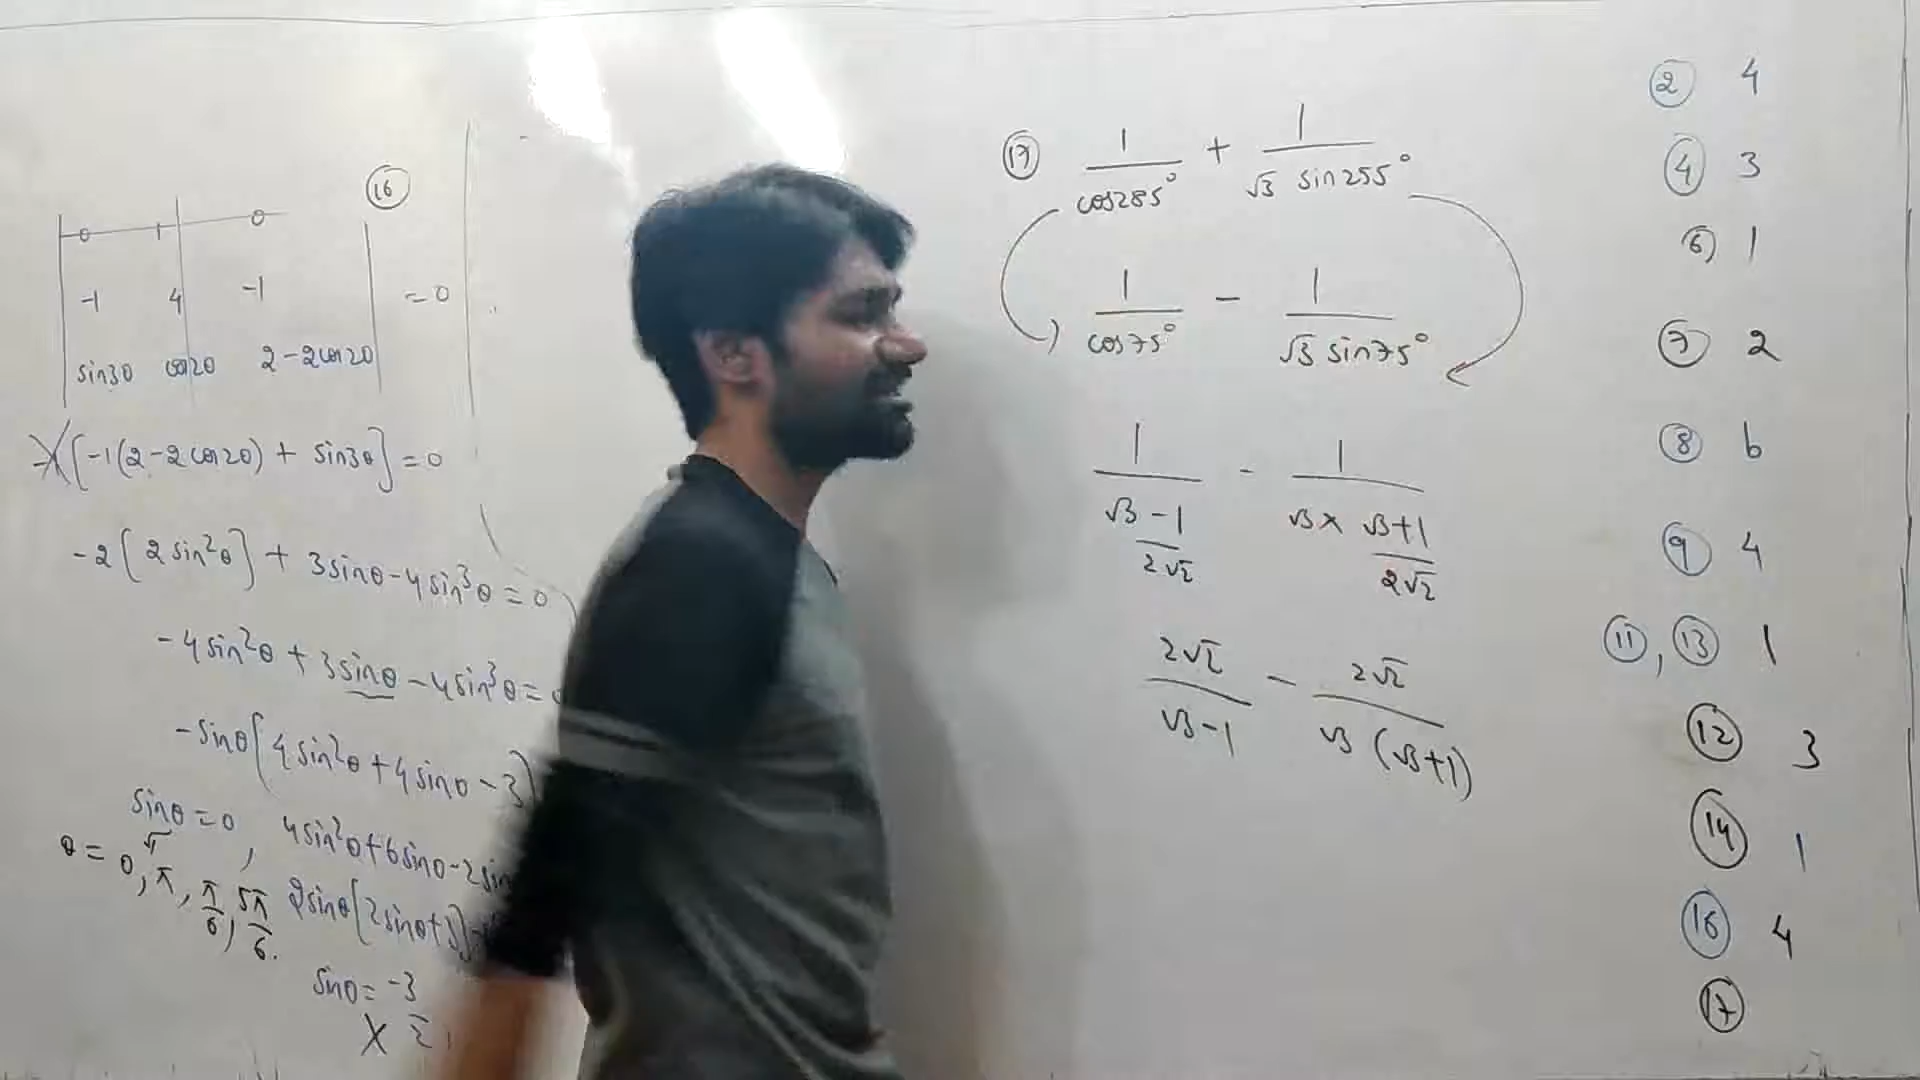 ⑯
0 1 0
-1 4 -1 = 0
sin3θ cos2θ 2-2cos2θ
-1[-1(2-2cos2θ) + sin3θ] = 0
-2[2sin²θ] + 3sinθ-4sin³θ = 0
-4sin²θ + 3sinθ - 4sin³θ =
-sinθ[4sin²θ + 4sinθ - 3]
sinθ = 0, 4sin²θ+6sinθ-2sin
θ = 0, π, π/6, 5π/6.
2sinθ[2sinθ+3]
sinθ = -3/2
X
⑰ 1/cos285° + 1/√3 sin255°
1/cos75° - 1/√3 sin75°
1/(√3-1/2√2) - 1/(√3 × √3+1/2√2)
2√2/√3-1 - 2√2/√3(√3+1)
② 4
④ 3
⑥ 1
⑦ 2
⑧ b
⑨ 4
⑪, ⑬ 1
⑫ 3
⑭ 1
⑯ 4
⑰